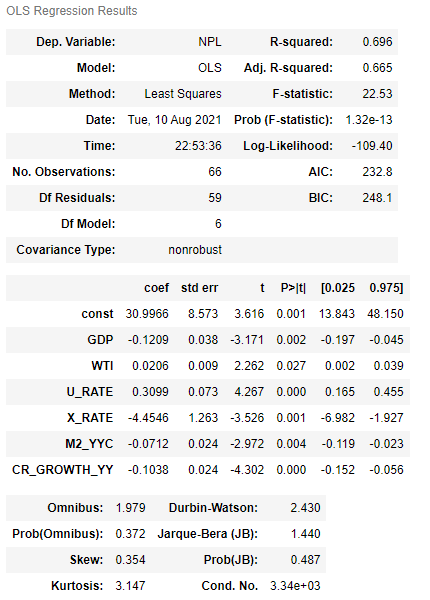 OLS Regression Results
Dep. Variable: NPL R-squared: 0.696
Model: OLS Adj. R-squared: 0.665
Method: Least Squares F-statistic: 22.53
Date: Tue, 10 Aug 2021 Prob (F-statistic): 1.32e-13
Time: 22:53:36 Log-Likelihood: -109.40
No. Observations: 66 AIC: 232.8
Df Residuals: 59 BIC: 248.1
Df Model: 6
Covariance Type: nonrobust
coef std err t P>|t| [0.025 0.975]
const 30.9966 8.573 3.616 0.001 13.843 48.150
GDP -0.1209 0.038 -3.171 0.002 -0.197 -0.045
WTI 0.0206 0.009 2.262 0.027 0.002 0.039
U_RATE 0.3099 0.073 4.267 0.000 0.165 0.455
X_RATE -4.4546 1.263 -3.526 0.001 -6.982 -1.927
M2_YYC -0.0712 0.024 -2.972 0.004 -0.119 -0.023
CR_GROWTH_YY -0.1038 0.024 -4.302 0.000 -0.152 -0.056
Omnibus: 1.979 Durbin-Watson: 2.430
Prob(Omnibus): 0.372 Jarque-Bera (JB): 1.440
Skew: 0.354 Prob(JB): 0.487
Kurtosis: 3.147 Cond. No. 3.34e+03